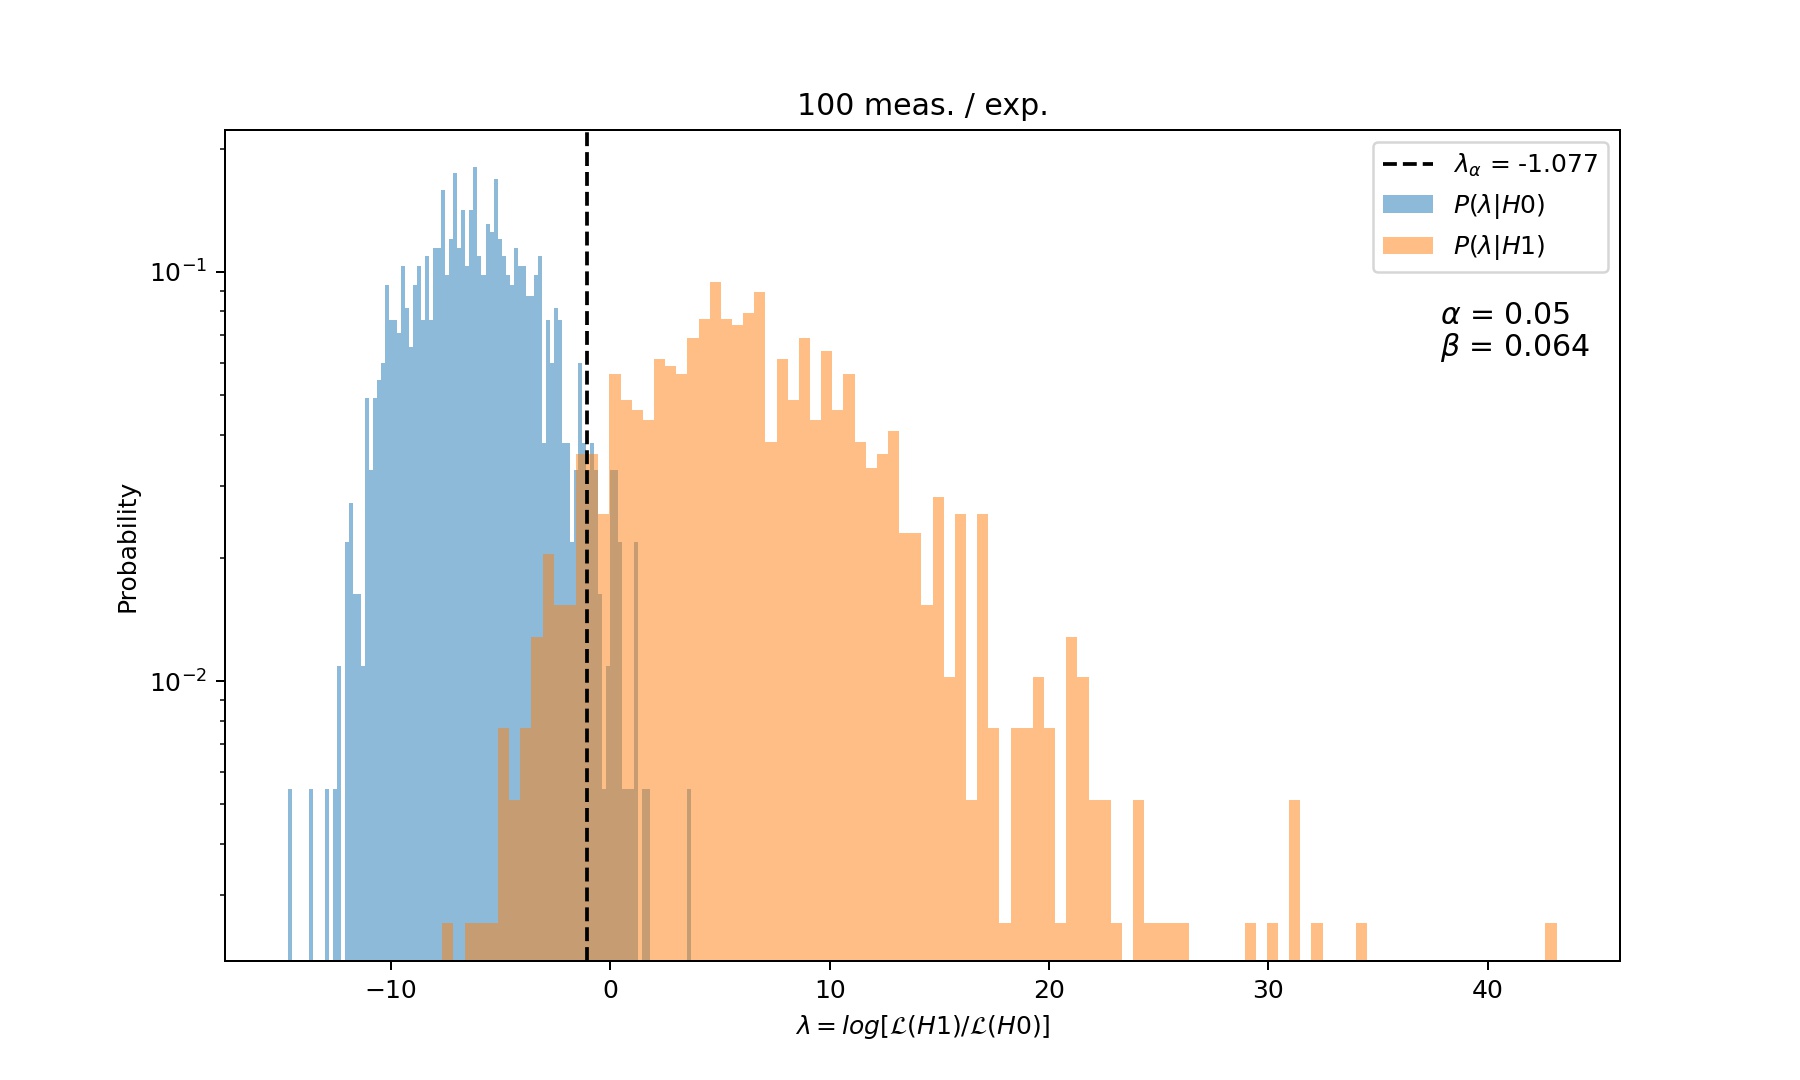 100 meas. / exp.
λα = -1.077
P(λ|H0)
P(λ|H1)
α = 0.05
β = 0.064
Probability
10⁻¹
10⁻²
−10 0 10 20 30 40
λ = log[ℒ(H1)/ℒ(H0)]